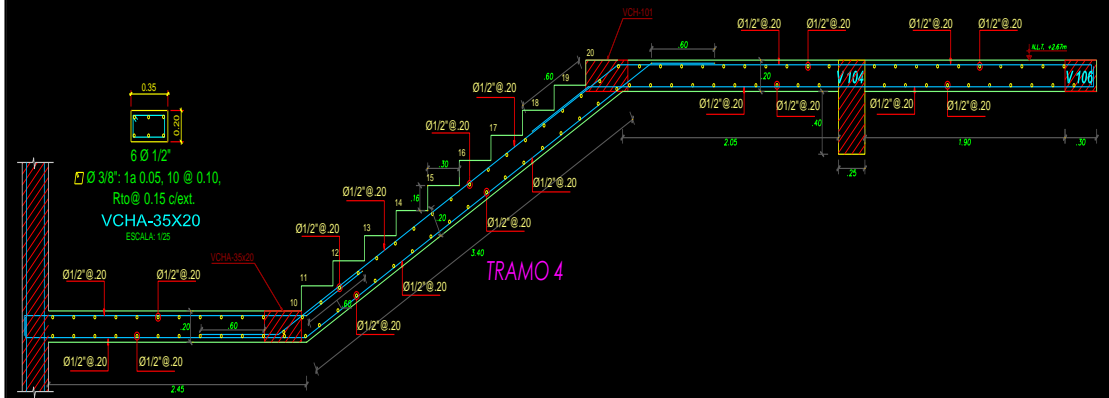 VCH-101
Ø1/2"@.20
Ø1/2"@.20
Ø1/2"@.20
Ø1/2"@.20
N.L.T. +2.67m
20
.60
.20
V 104
V 106
19
.60
Ø1/2"@.20
18
Ø1/2"@.20
Ø1/2"@.20
Ø1/2"@.20
Ø1/2"@.20
.40
0.35
0.20
6 Ø 1/2"
Ø 3/8": 1a 0.05, 10 @ 0.10,
Rto@ 0.15 c/ext.
VCHA-35X20
ESCALA: 1/25
17
Ø1/2"@.20
2.05
1.90
.30
16
.30
.25
15
Ø1/2"@.20
Ø1/2"@.20
.16
14
.20
Ø1/2"@.20
Ø1/2"@.20
13
3.40
TRAMO 4
12
VCHA-35x20
11
Ø1/2"@.20
Ø1/2"@.20
Ø1/2"@.20
10
.60
Ø1/2"@.20
.60
.20
Ø1/2"@.20
Ø1/2"@.20
2.45